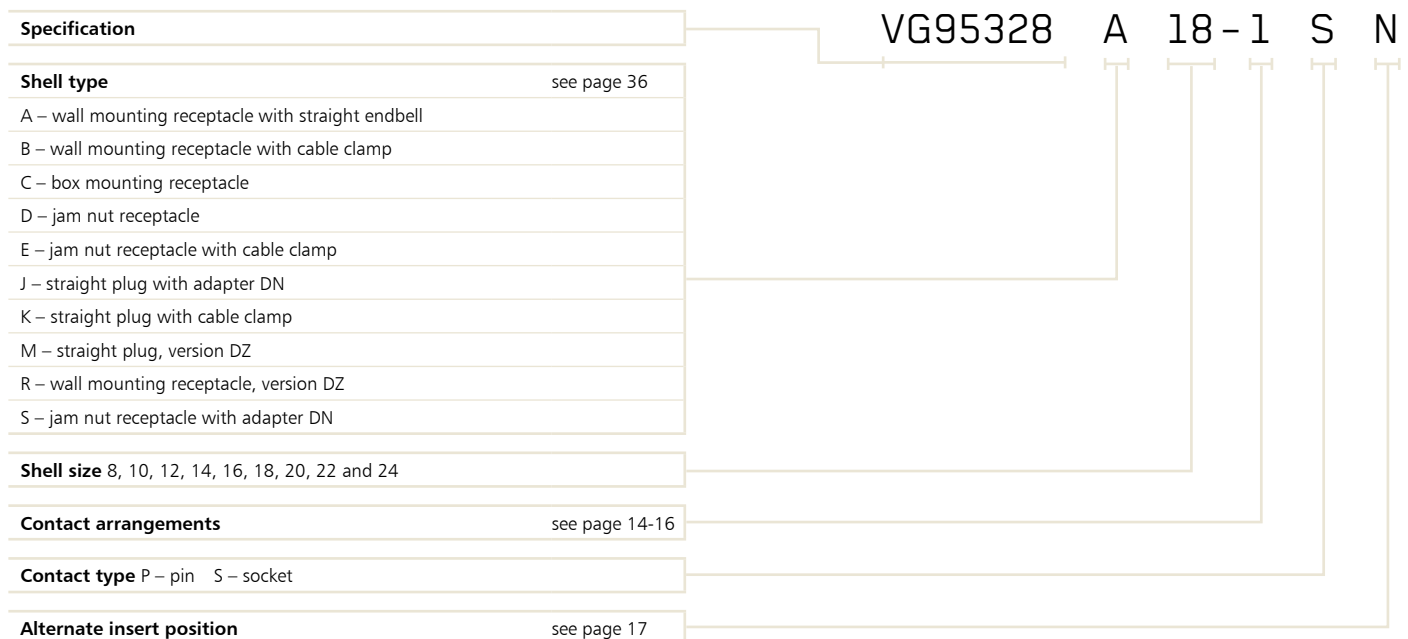 Specification
VG95328 A 18-1 S N
Shell type see page 36
A – wall mounting receptacle with straight endbell
B – wall mounting receptacle with cable clamp
C – box mounting receptacle
D – jam nut receptacle
E – jam nut receptacle with cable clamp
J – straight plug with adapter DN
K – straight plug with cable clamp
M – straight plug, version DZ
R – wall mounting receptacle, version DZ
S – jam nut receptacle with adapter DN
Shell size 8, 10, 12, 14, 16, 18, 20, 22 and 24
Contact arrangements see page 14-16
Contact type P – pin S – socket
Alternate insert position see page 17